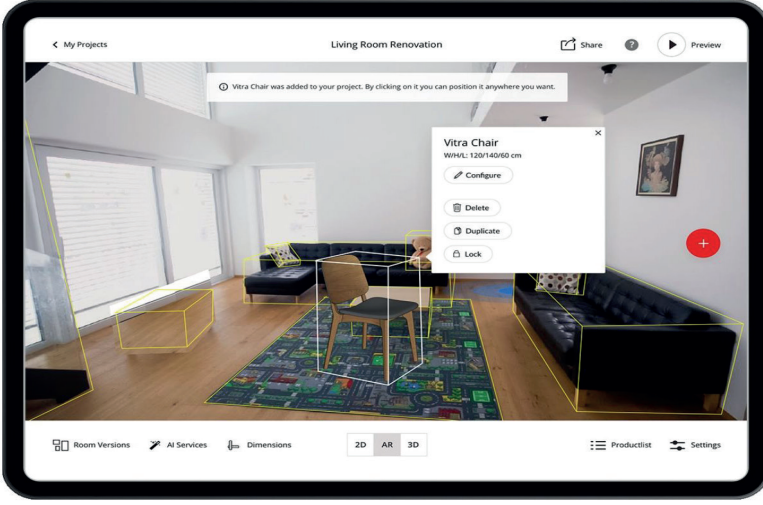 My Projects
Living Room Renovation
Share
?
Preview
Vitra Chair was added to your project. By clicking on it you can position it anywhere you want.
Vitra Chair
W/H/L: 120/140/60 cm
Configure
Delete
Duplicate
Lock
Room Versions
AI Services
Dimensions
2D AR 3D
Productlist
Settings